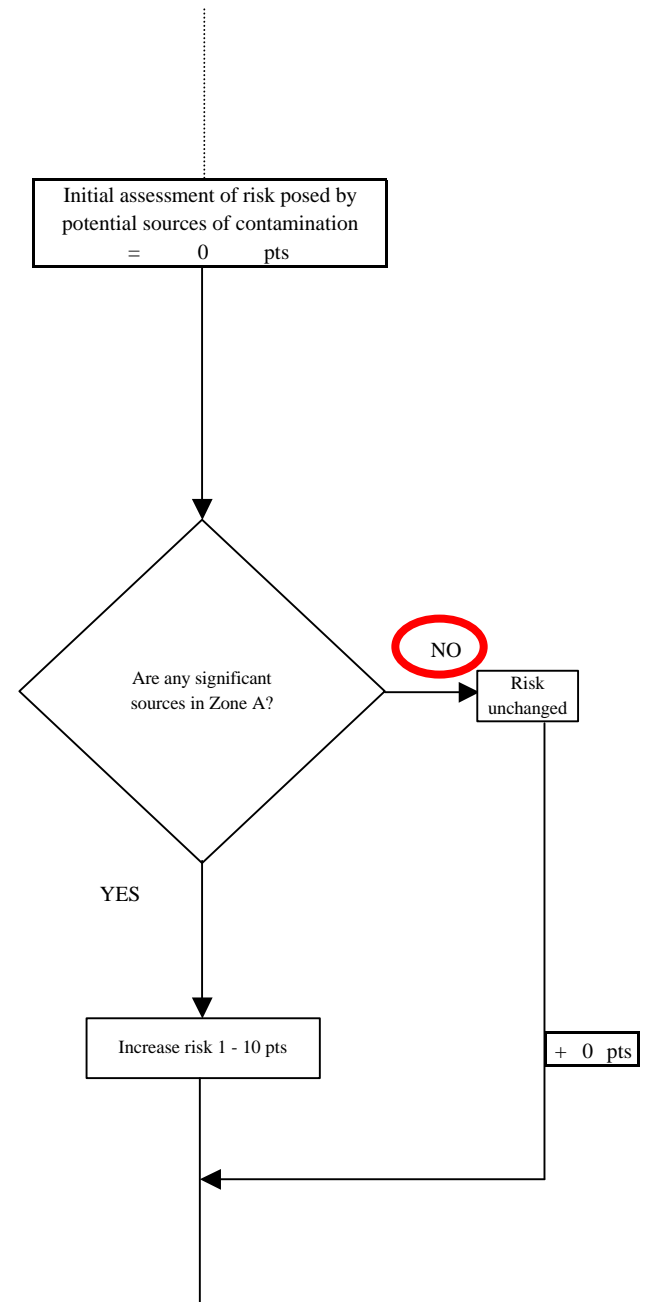 Initial assessment of risk posed by
potential sources of contamination
= 0 pts
NO
Are any significant
sources in Zone A?
Risk
unchanged
YES
Increase risk 1 - 10 pts
+ 0 pts